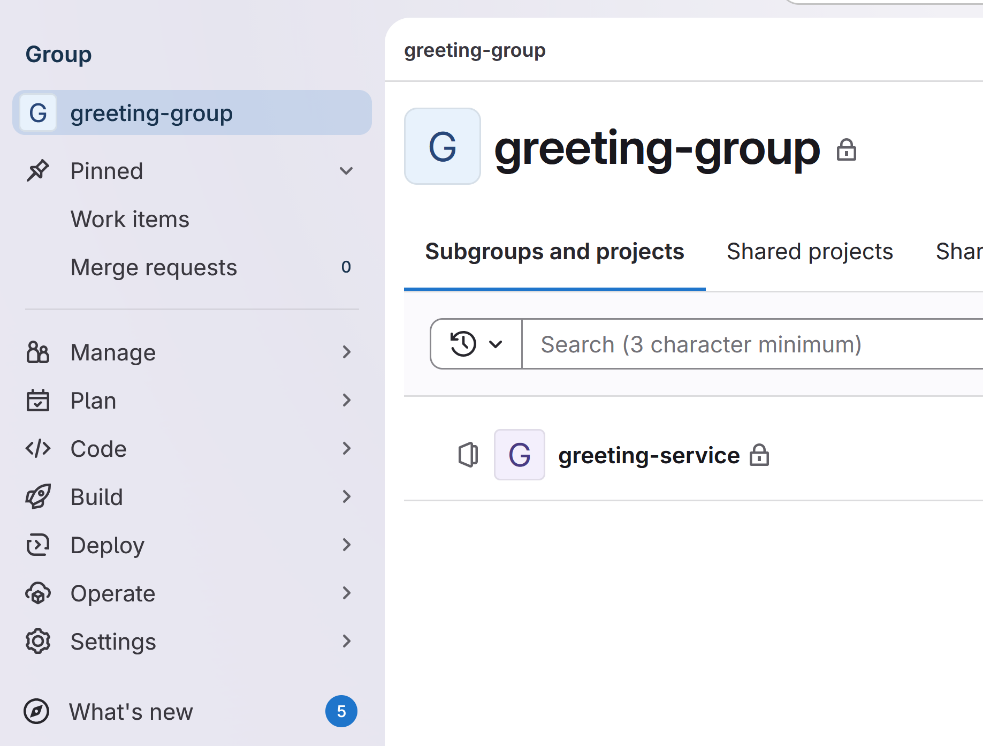 Group
G greeting-group
Pinned
Work items
Merge requests 0
Manage
Plan
Code
Build
Deploy
Operate
Settings
What's new 5
greeting-group
G greeting-group
Subgroups and projects Shared projects Shar
Search (3 character minimum)
G greeting-service